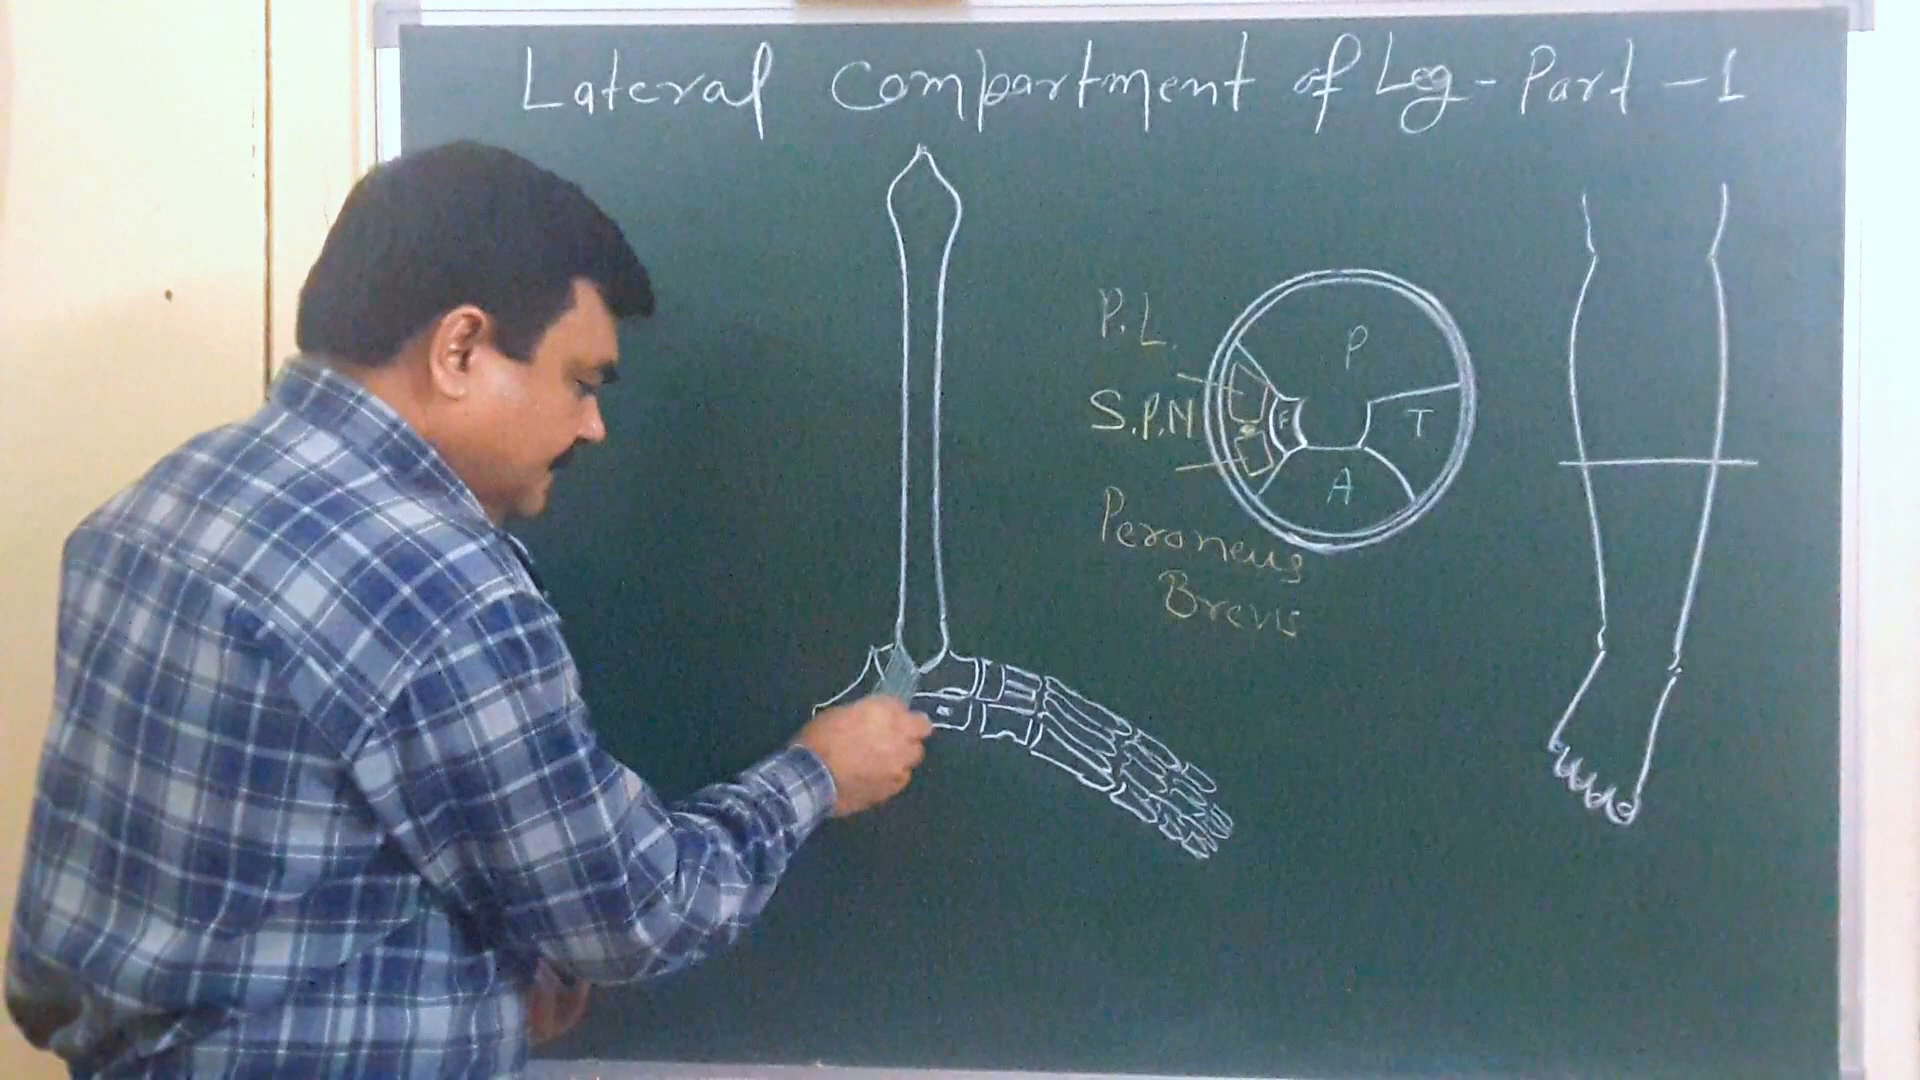 Lateral Compartment of Leg - Part - 1
P.L.
S.P.N
Peroneus
Brevis
P
F
T
A